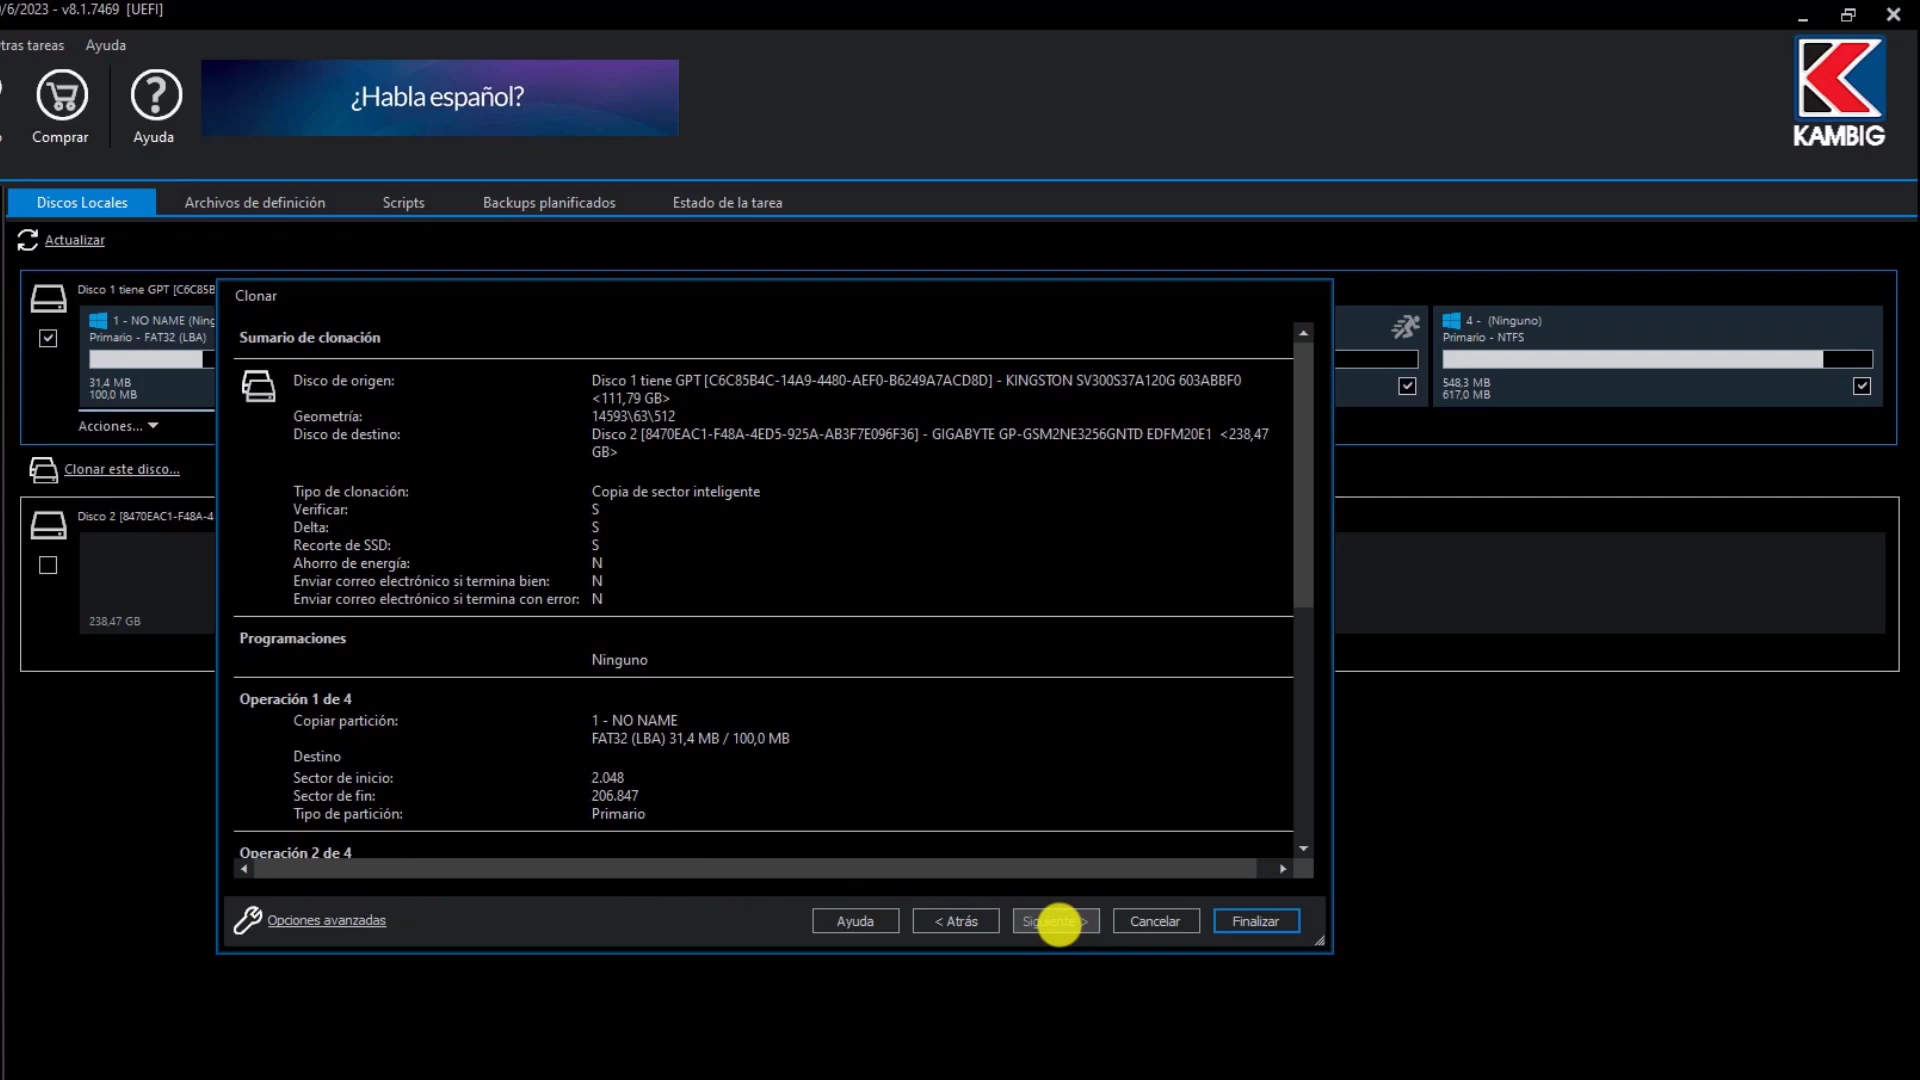 /6/2023 - v8.1.7469 [UEFI]
tras tareas Ayuda
Comprar
Ayuda
¿Habla español?
KAMBIG
Discos Locales Archivos de definición Scripts Backups planificados Estado de la tarea
Actualizar
Disco 1 tiene GPT [C6C85B
1 - NO NAME (Ning
Primario - FAT32 (LBA)
31,4 MB
100,0 MB
Acciones...
4 - (Ninguno)
Primario - NTFS
548,3 MB
617,0 MB
Clonar este disco...
Disco 2 [8470EAC1-F48A-4
238,47 GB
Clonar
Sumario de clonación
Disco de origen: Disco 1 tiene GPT [C6C85B4C-14A9-4480-AEF0-B6249A7ACD8D] - KINGSTON SV300S37A120G 603ABBF0
<111,79 GB>
Geometría: 14593\63\512
Disco de destino: Disco 2 [8470EAC1-F48A-4ED5-925A-AB3F7E096F36] - GIGABYTE GP-GSM2NE3256GNTD EDFM20E1 <238,47
GB>
Tipo de clonación: Copia de sector inteligente
Verificar: S
Delta: S
Recorte de SSD: S
Ahorro de energía: N
Enviar correo electrónico si termina bien: N
Enviar correo electrónico si termina con error: N
Programaciones
Ninguno
Operación 1 de 4
Copiar partición: 1 - NO NAME
FAT32 (LBA) 31,4 MB / 100,0 MB
Destino
Sector de inicio: 2.048
Sector de fin: 206.847
Tipo de partición: Primario
Operación 2 de 4
Opciones avanzadas
Ayuda < Atrás Siguiente > Cancelar Finalizar